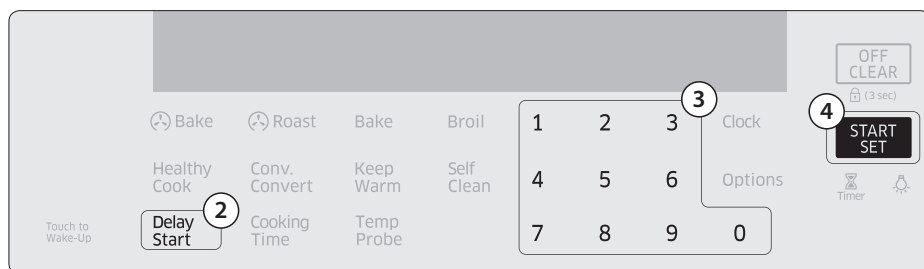 OFF
CLEAR
(3 sec)
Bake Roast Bake Broil 1 2 3 3 Clock 4 START
SET
Healthy
Cook Conv.
Convert Keep
Warm Self
Clean 4 5 6 Options Timer
Touch to
Wake-Up Delay
Start 2 Cooking
Time Temp
Probe 7 8 9 0